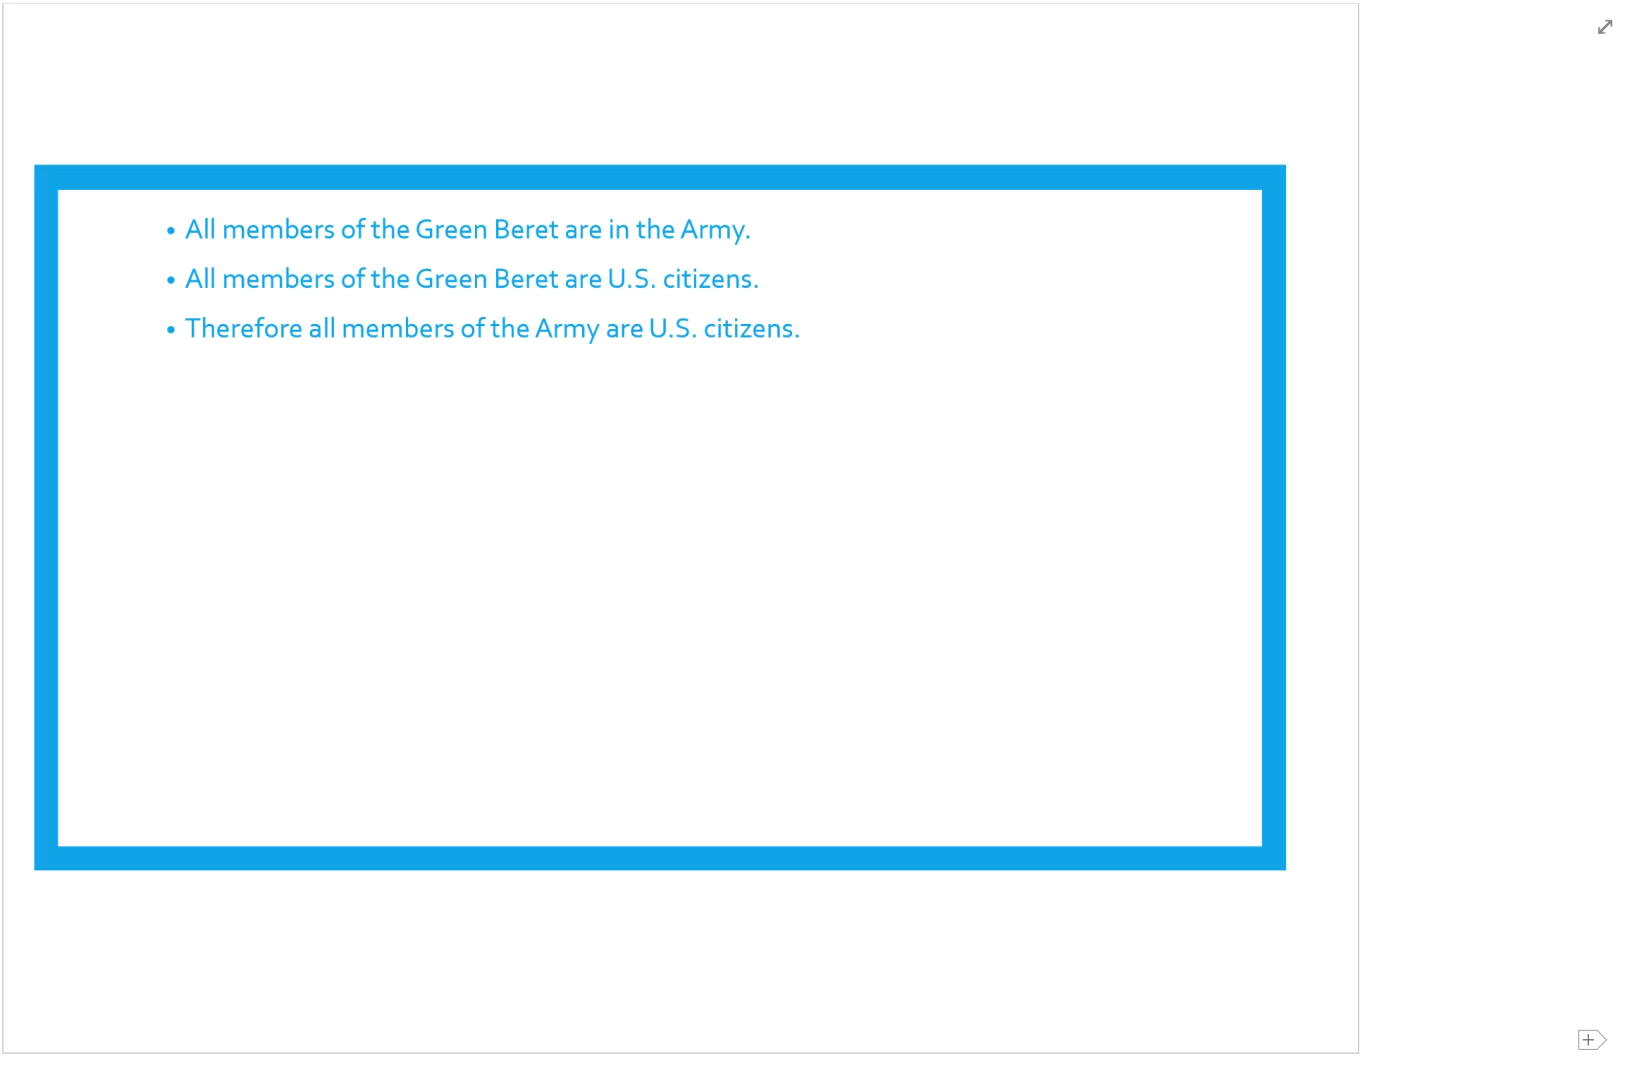 • All members of the Green Beret are in the Army.
• All members of the Green Beret are U.S. citizens.
• Therefore all members of the Army are U.S. citizens.